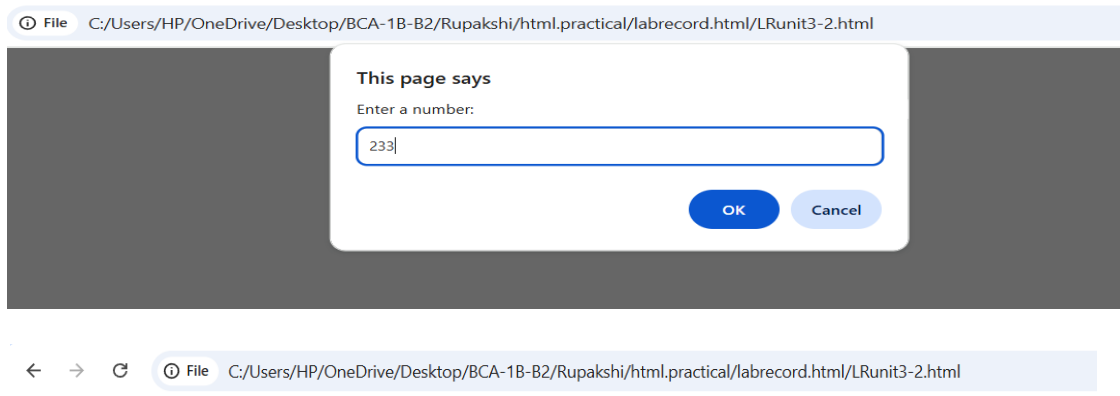 File C:/Users/HP/OneDrive/Desktop/BCA-1B-B2/Rupakshi/html.practical/labrecord.html/LRunit3-2.html
This page says
Enter a number:
233
OK Cancel
File C:/Users/HP/OneDrive/Desktop/BCA-1B-B2/Rupakshi/html.practical/labrecord.html/LRunit3-2.html